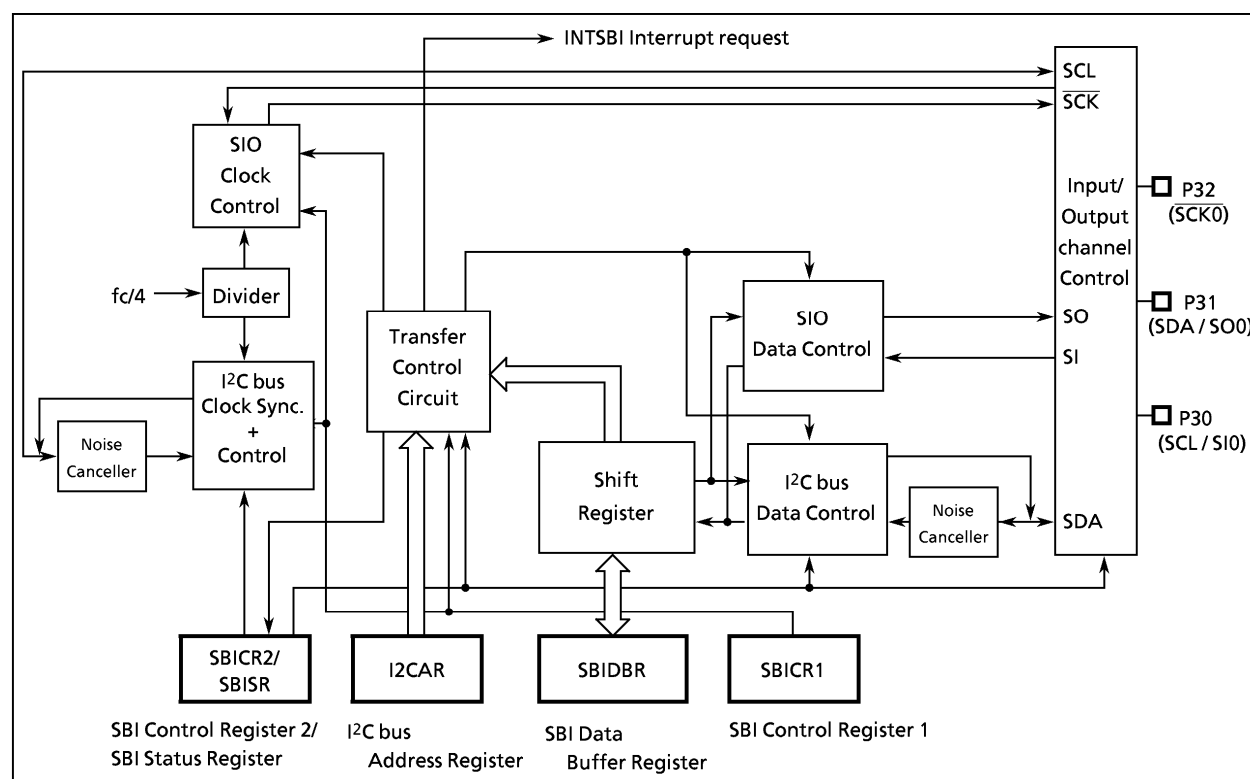 INTSBI Interrupt request
SCL
SCK
SIO
Clock
Control
Input/
Output
channel
Control
P32
(SCK0)
fc/4
Divider
SIO
Data Control
SO
SI
P31
(SDA / SO0)
Transfer
Control
Circuit
I²C bus
Clock Sync.
+
Control
Noise
Canceller
P30
(SCL / SI0)
Shift
Register
I²C bus
Data Control
Noise
Canceller
SDA
SBICR2/
SBISR
I2CAR
SBIDBR
SBICR1
SBI Control Register 2/
SBI Status Register
I²C bus
Address Register
SBI Data
Buffer Register
SBI Control Register 1